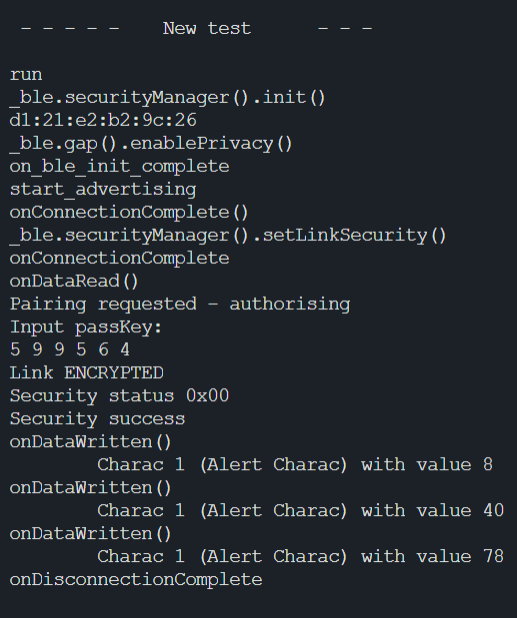 - - - - -    New test      - - -
run
_ble.securityManager().init()
d1:21:e2:b2:9c:26
_ble.gap().enablePrivacy()
on_ble_init_complete
start_advertising
onConnectionComplete()
_ble.securityManager().setLinkSecurity()
onConnectionComplete
onDataRead()
Pairing requested - authorising
Input passKey:
5 9 9 5 6 4
Link ENCRYPTED
Security status 0x00
Security success
onDataWritten()
        Charac 1 (Alert Charac) with value 8
onDataWritten()
        Charac 1 (Alert Charac) with value 40
onDataWritten()
        Charac 1 (Alert Charac) with value 78
onDisconnectionComplete